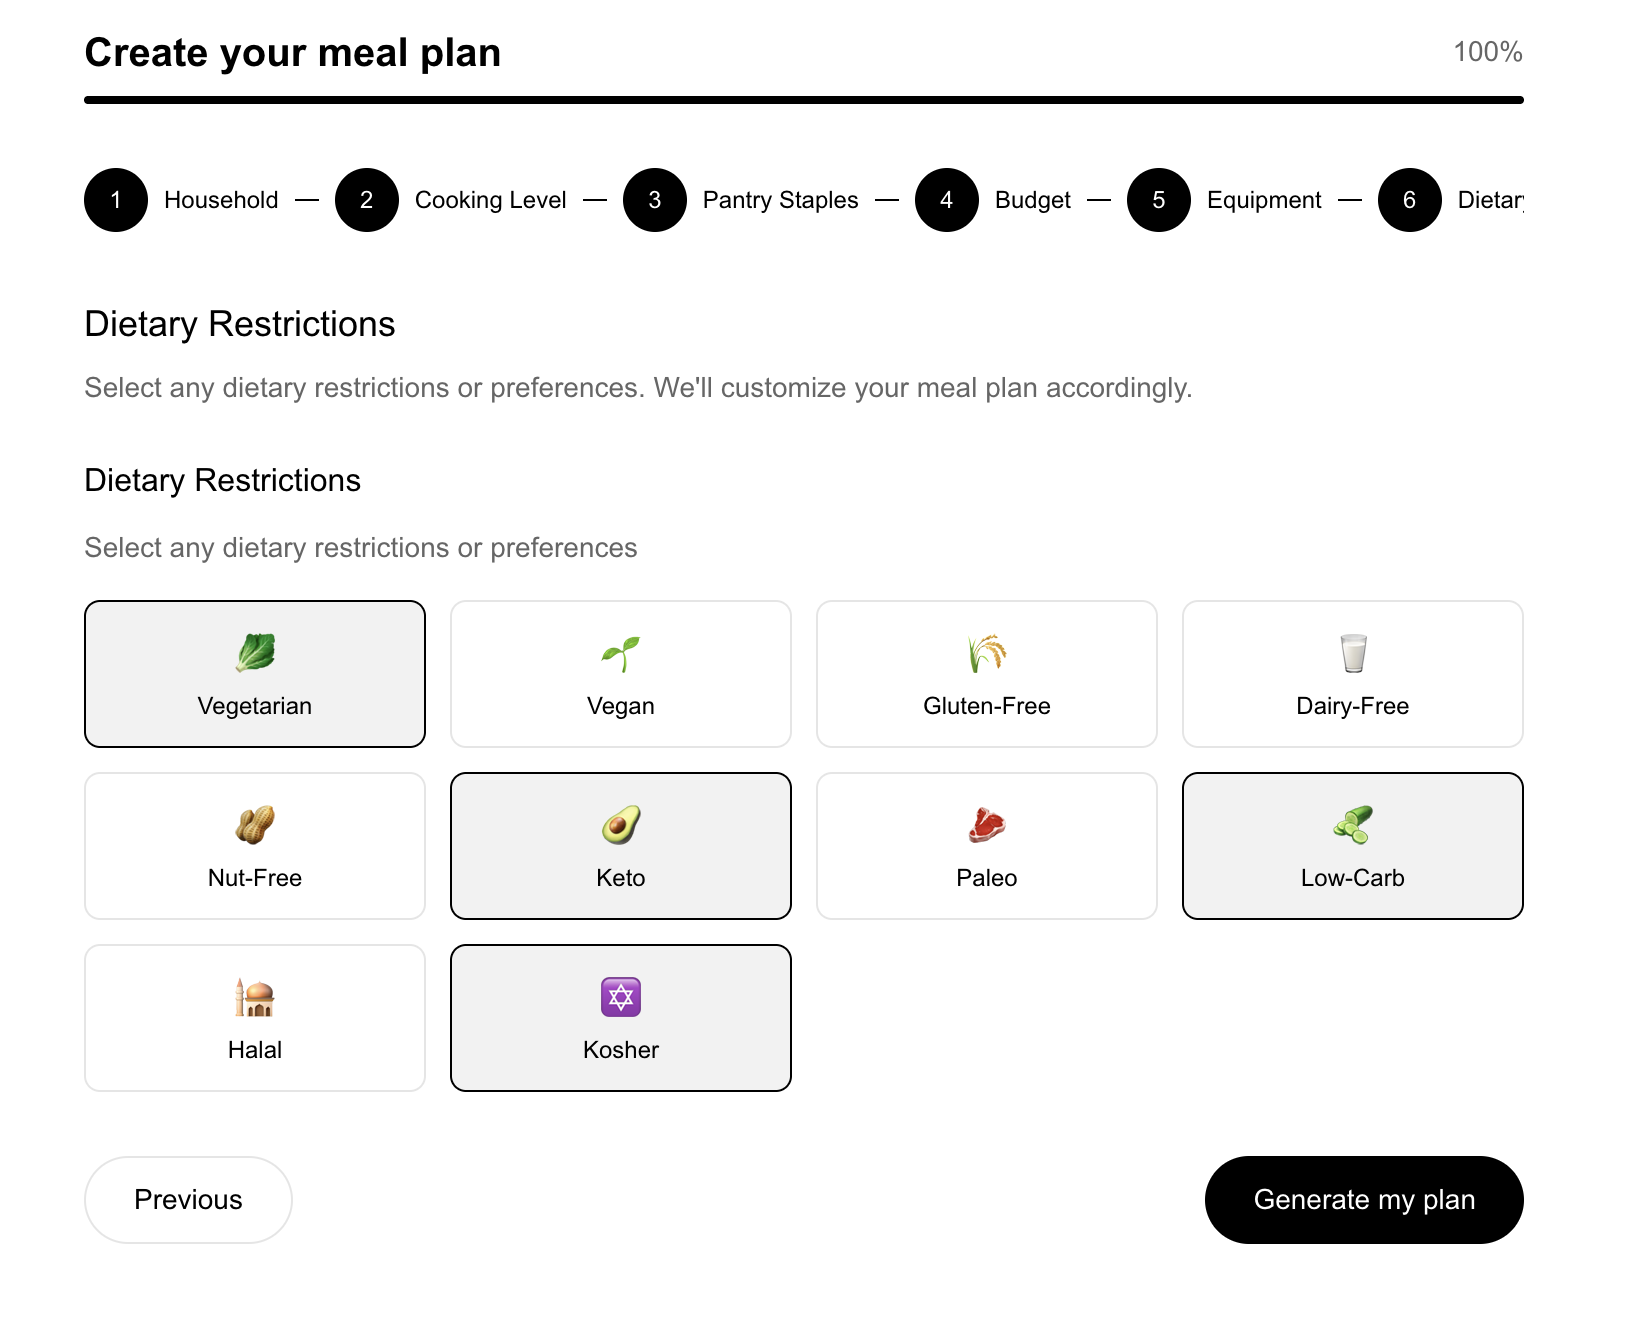 Create your meal plan 100%
1 Household 2 Cooking Level 3 Pantry Staples 4 Budget 5 Equipment 6 Dietary
Dietary Restrictions
Select any dietary restrictions or preferences. We'll customize your meal plan accordingly.
Dietary Restrictions
Select any dietary restrictions or preferences
Vegetarian Vegan Gluten-Free Dairy-Free
Nut-Free Keto Paleo Low-Carb
Halal Kosher
Previous Generate my plan